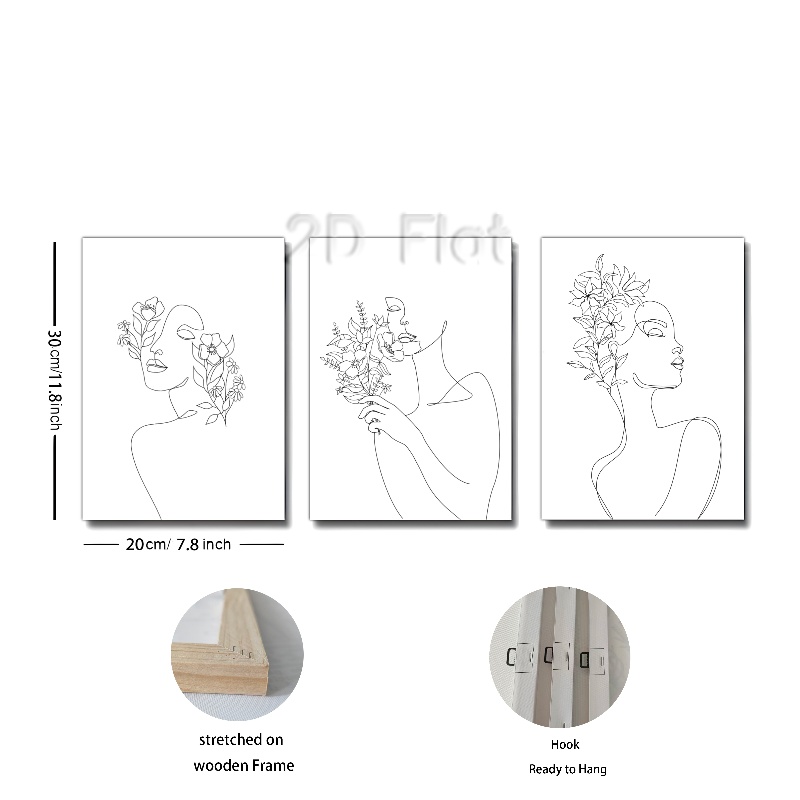 2D Flat
30cm/11.8inch
20cm/ 7.8 inch
stretched on
wooden Frame
Hook
Ready to Hang